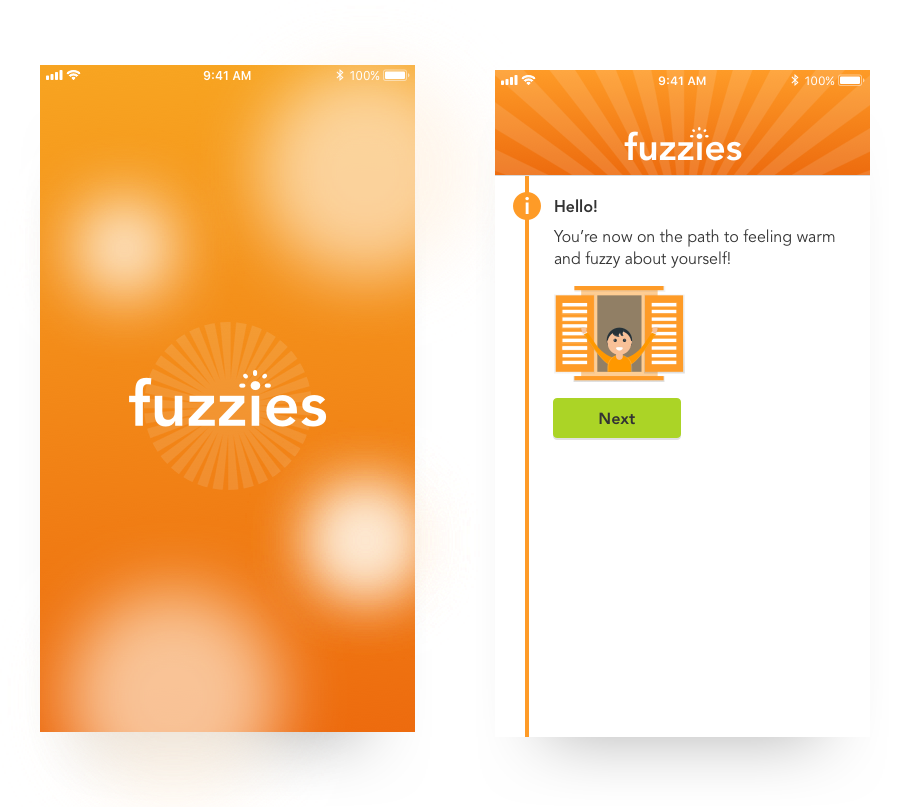 9:41 AM 100%
fuzzies
9:41 AM 100%
fuzzies
i
Hello!
You’re now on the path to feeling warm
and fuzzy about yourself!
Next